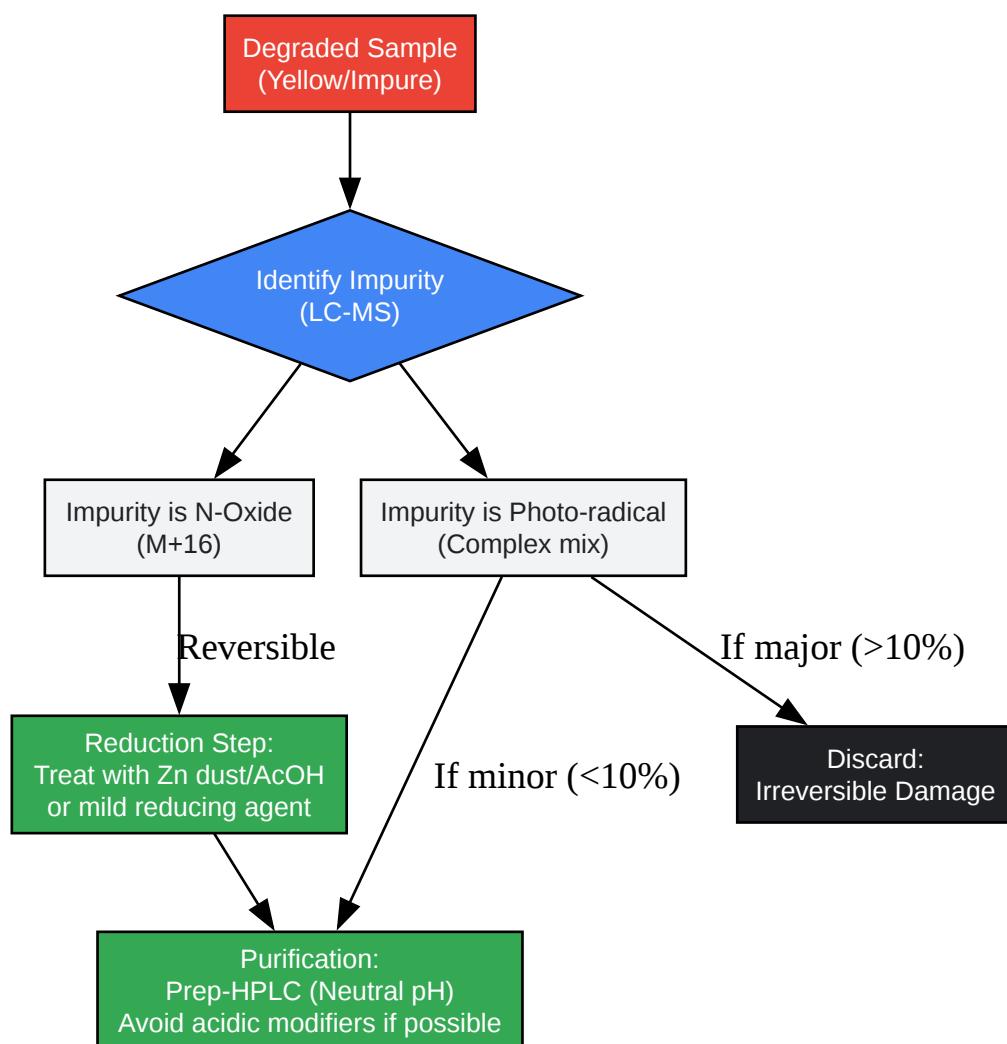 Degraded Sample
(Yellow/Impure)
Identify Impurity
(LC-MS)
Impurity is N-Oxide
(M+16)
Impurity is Photo-radical
(Complex mix)
Reversible
If major (>10%)
Reduction Step:
Treat with Zn dust/AcOH
or mild reducing agent
If minor (<10%)
Discard:
Irreversible Damage
Purification:
Prep-HPLC (Neutral pH)
Avoid acidic modifiers if possible